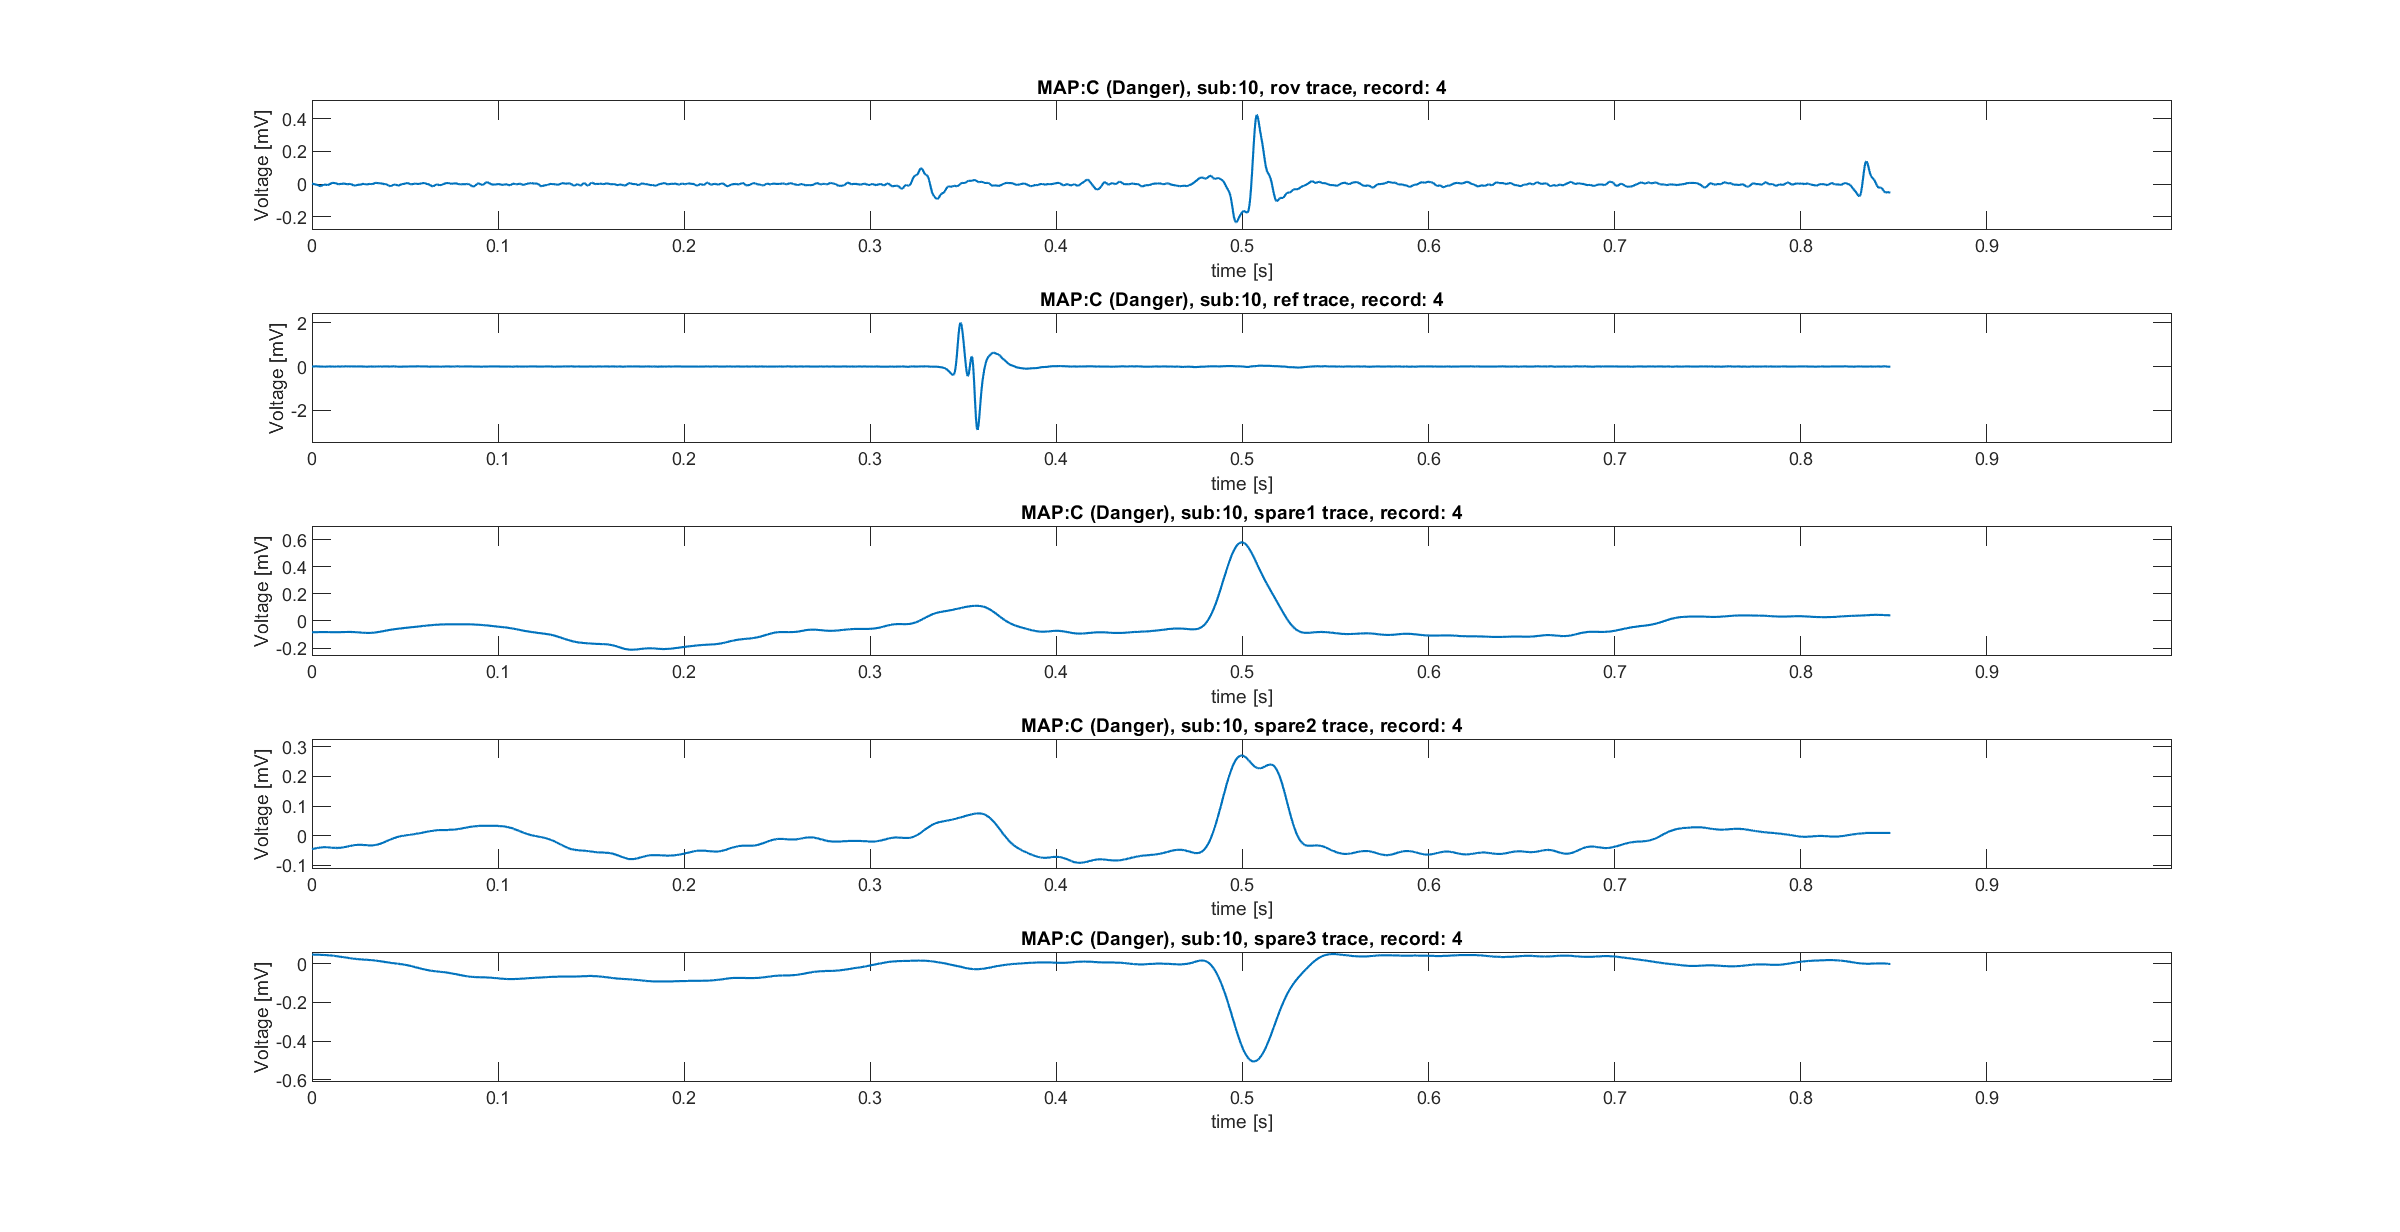 MAP:C (Danger), sub:10, rov trace, record: 4
Voltage [mV]
0.4
0.2
0
-0.2
0 0.1 0.2 0.3 0.4 0.5 0.6 0.7 0.8 0.9
time [s]
MAP:C (Danger), sub:10, ref trace, record: 4
Voltage [mV]
2
0
-2
0 0.1 0.2 0.3 0.4 0.5 0.6 0.7 0.8 0.9
time [s]
MAP:C (Danger), sub:10, spare1 trace, record: 4
Voltage [mV]
0.6
0.4
0.2
0
-0.2
0 0.1 0.2 0.3 0.4 0.5 0.6 0.7 0.8 0.9
time [s]
MAP:C (Danger), sub:10, spare2 trace, record: 4
Voltage [mV]
0.3
0.2
0.1
0
-0.1
0 0.1 0.2 0.3 0.4 0.5 0.6 0.7 0.8 0.9
time [s]
MAP:C (Danger), sub:10, spare3 trace, record: 4
Voltage [mV]
0
-0.2
-0.4
-0.6
0 0.1 0.2 0.3 0.4 0.5 0.6 0.7 0.8 0.9
time [s]